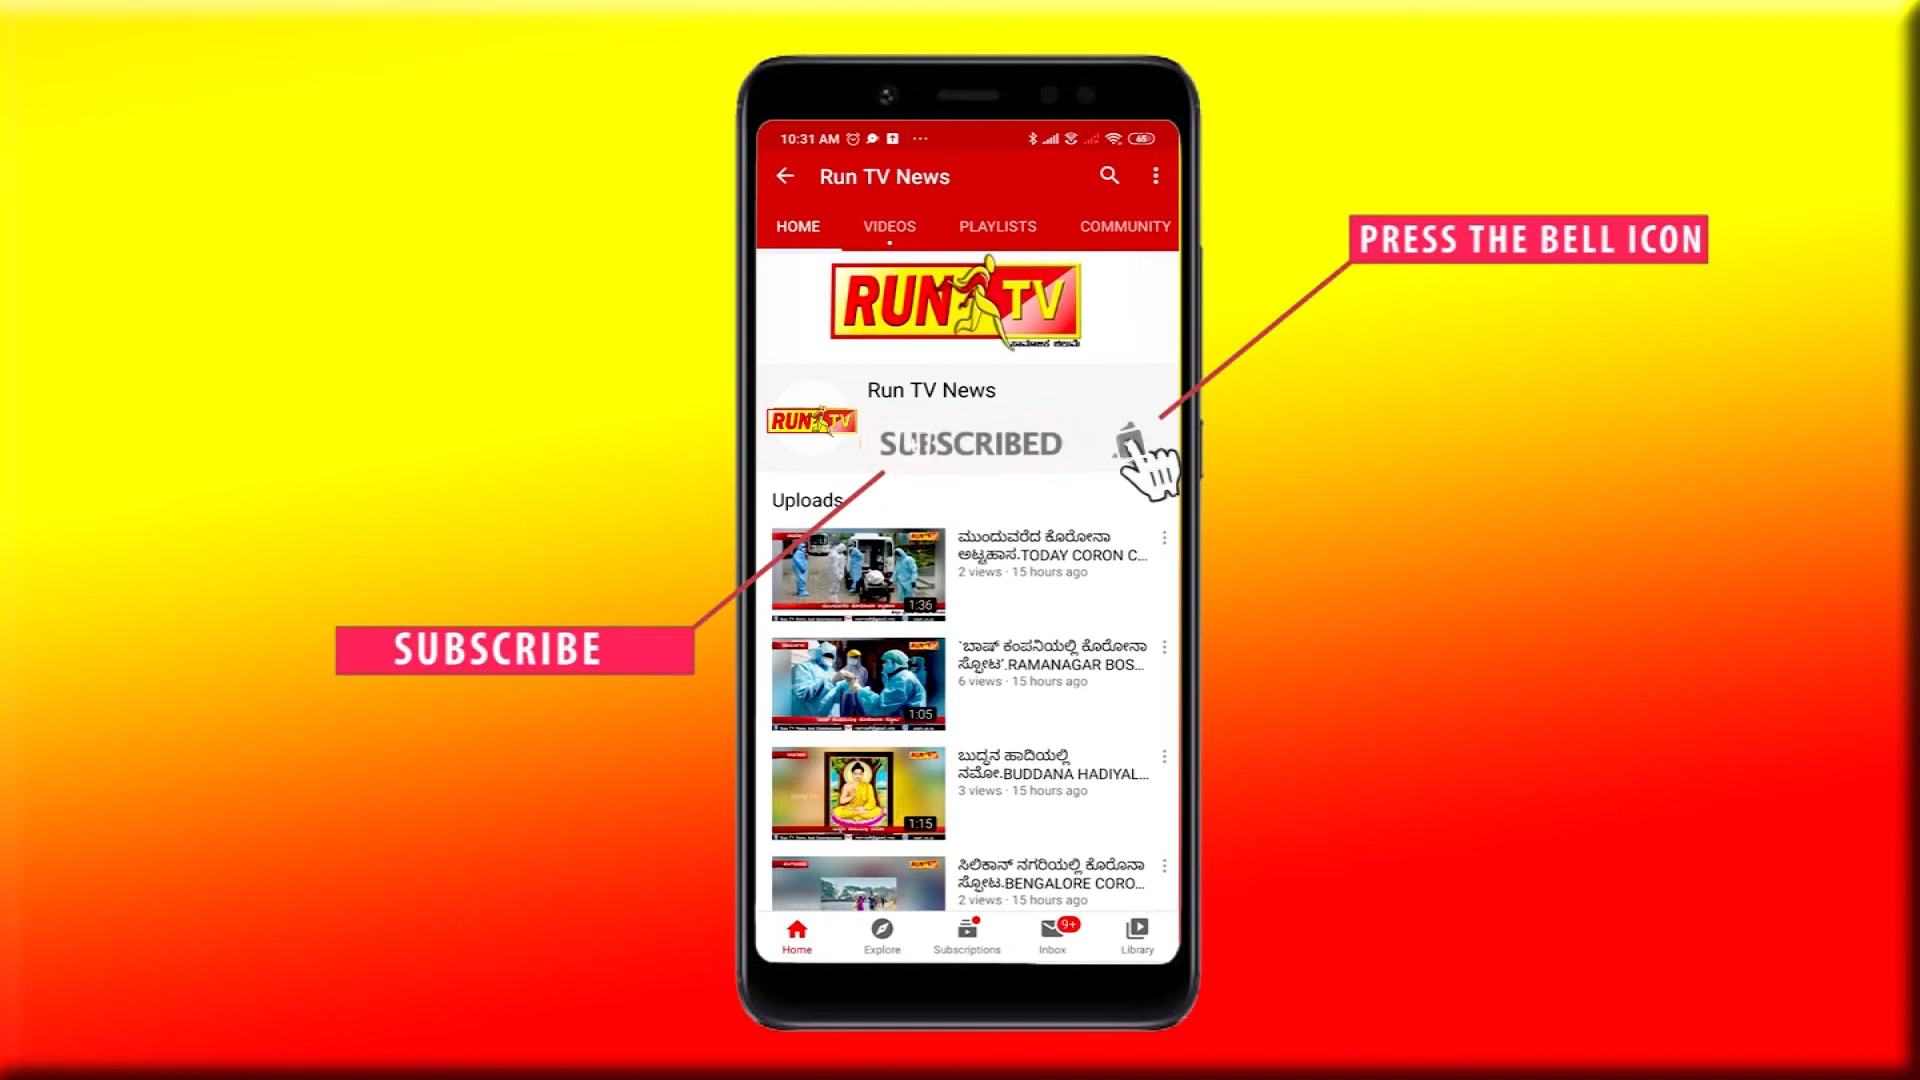 10:31 AM
65
Run TV News
HOME VIDEOS PLAYLISTS COMMUNITY
PRESS THE BELL ICON
RUN TV
Run TV News
RUN TV
SUBSCRIBED
Uploads
ಮುಂದುವರೆದ ಕೊರೋನಾ
ಅಟ್ಟಹಾಸ.TODAY CORON C...
2 views · 15 hours ago
1:36
SUBSCRIBE
`ಬಾಷ್ ಕಂಪನಿಯಲ್ಲಿ ಕೊರೋನಾ
ಸ್ಪೋಟ'.RAMANAGAR BOS...
6 views · 15 hours ago
1:05
ಬುದ್ಧನ ಹಾದಿಯಲ್ಲಿ
ನಮೋ.BUDDANA HADIYAL...
3 views · 15 hours ago
1:15
ಸಿಲಿಕಾನ್ ನಗರಿಯಲ್ಲಿ ಕೊರೊನಾ
ಸ್ಪೋಟ.BENGALORE CORO...
2 views · 15 hours ago
9+
Home Explore Subscriptions Inbox Library